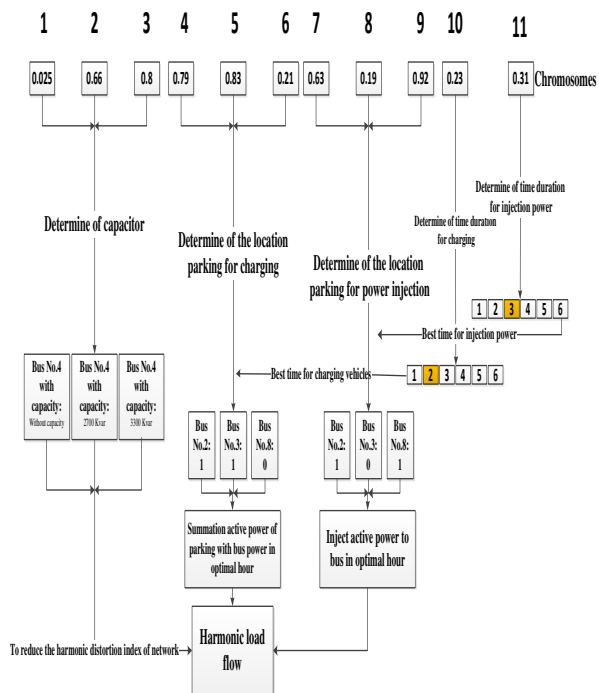 1 2 3 4 5 6 7 8 9 10 11
0.025 0.66 0.8 0.79 0.83 0.21 0.63 0.19 0.92 0.23 0.31 Chromosomes
Determine of time duration
for injection power
Determine of capacitor
Determine of time duration
for charging
Determine of the location
parking for charging
Determine of the location
parking for power injection
1 2 3 4 5 6
Best time for injection power
Best time for charging vehicles
1 2 3 4 5 6
Bus No.4
with
capacity:
Without capacity
Bus No.4
with
capacity:
2700 Kvar
Bus No.4
with
capacity:
3300 Kvar
Bus
No.2:
1
Bus
No.3:
1
Bus
No.8:
0
Bus
No.2:
1
Bus
No.3:
0
Bus
No.8:
1
Summation active power of
parking with bus power in
optimal hour
Inject active power to
bus in optimal hour
To reduce the harmonic distortion index of network
Harmonic load
flow